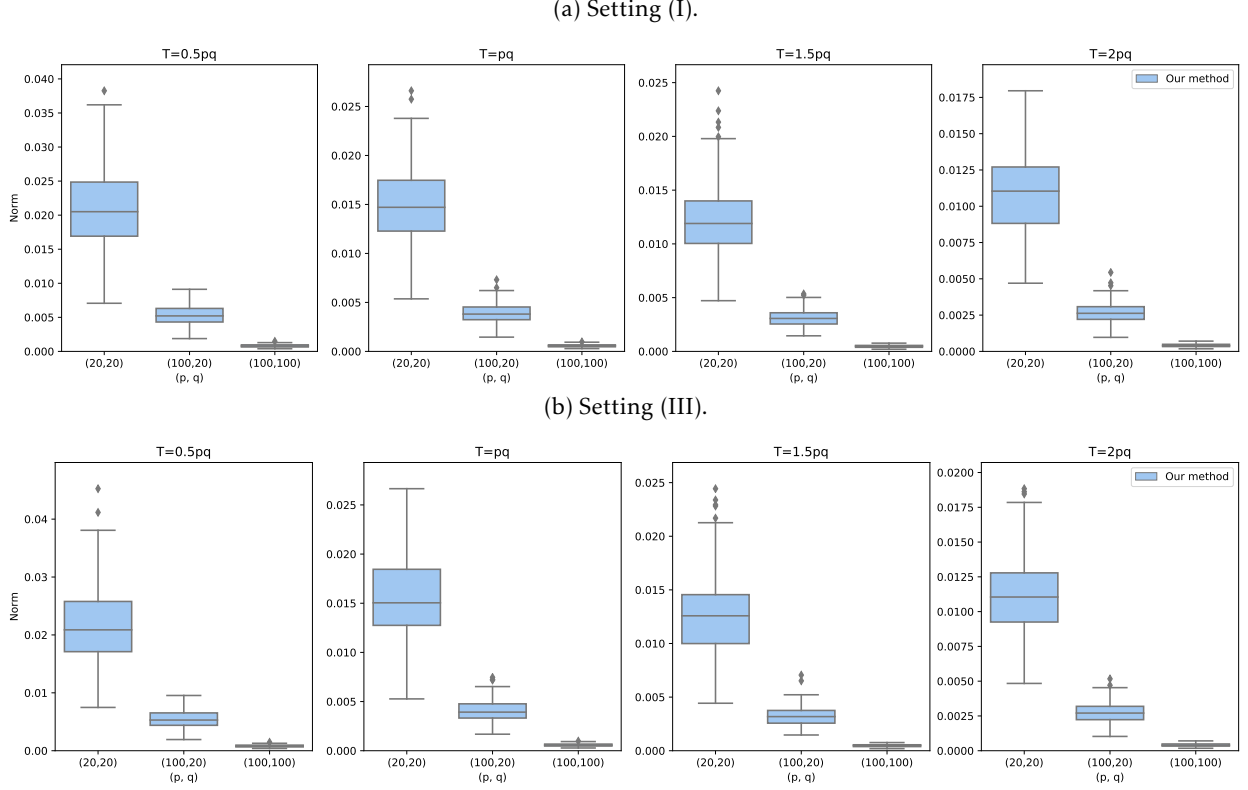 (a) Setting (I).
T=0.5pq
T=pq
T=1.5pq
T=2pq
Our method
Norm
0.040
0.035
0.030
0.025
0.020
0.015
0.010
0.005
0.000
0.025
0.020
0.015
0.010
0.005
0.000
0.025
0.020
0.015
0.010
0.005
0.000
0.0175
0.0150
0.0125
0.0100
0.0075
0.0050
0.0025
0.0000
(20,20) (100,20) (100,100)
(p, q)
(20,20) (100,20) (100,100)
(p, q)
(20,20) (100,20) (100,100)
(p, q)
(20,20) (100,20) (100,100)
(p, q)
(b) Setting (III).
T=0.5pq
T=pq
T=1.5pq
T=2pq
Our method
Norm
0.04
0.03
0.02
0.01
0.00
0.025
0.020
0.015
0.010
0.005
0.000
0.025
0.020
0.015
0.010
0.005
0.000
0.0200
0.0175
0.0150
0.0125
0.0100
0.0075
0.0050
0.0025
0.0000
(20,20) (100,20) (100,100)
(p, q)
(20,20) (100,20) (100,100)
(p, q)
(20,20) (100,20) (100,100)
(p, q)
(20,20) (100,20) (100,100)
(p, q)